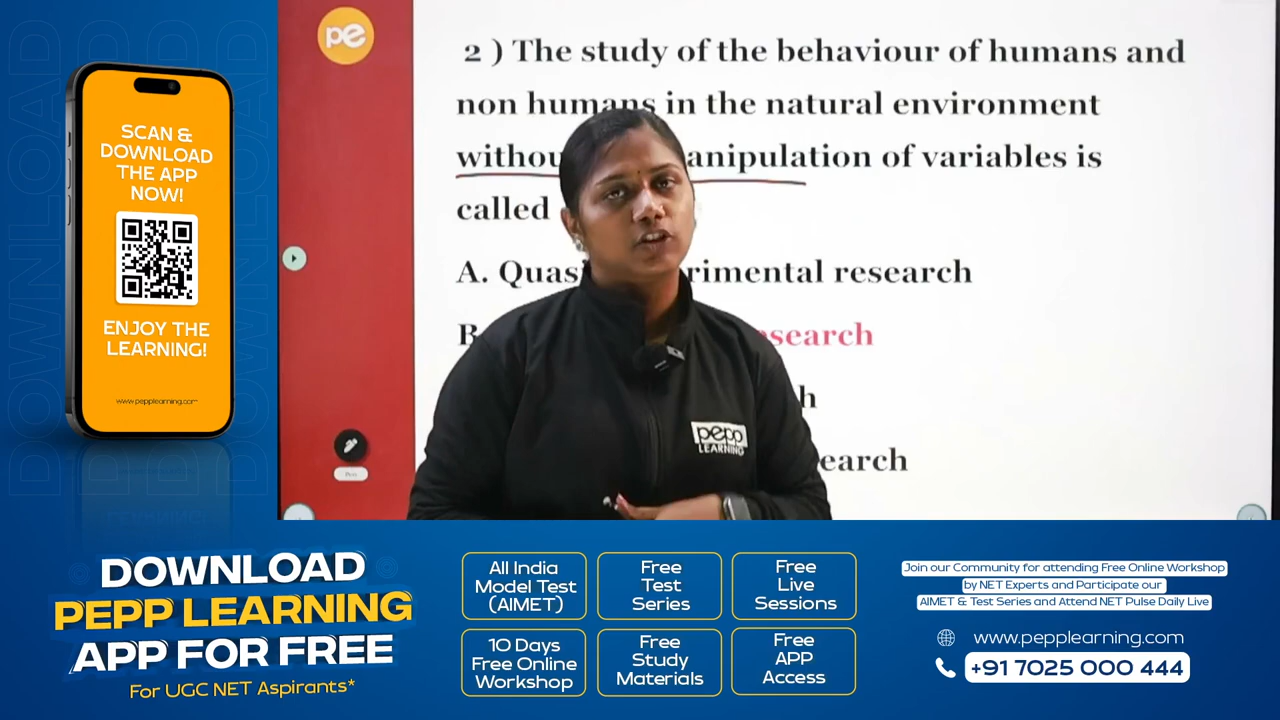 SCAN &
DOWNLOAD
THE APP
NOW!
ENJOY THE
LEARNING!
www.pepplearning.com
pe
2 ) The study of the behaviour of humans and
non humans in the natural environment
manipulation of variables is
called
A. rimental research
B
research
h
earch
pepp
LEARNING
DOWNLOAD
PEPP LEARNING
APP FOR FREE
For UGC NET Aspirants*
All India
Model Test
(AIMET)
Free
Test
Series
Free
Live
Sessions
10 Days
Free Online
Workshop
Free
Study
Materials
Free
APP
Access
Join our Community for attending Free Online Workshop
by NET Experts and Participate our
AIMET & Test Series and Attend NET Pulse Daily Live
www.pepplearning.com
+91 7025 000 444